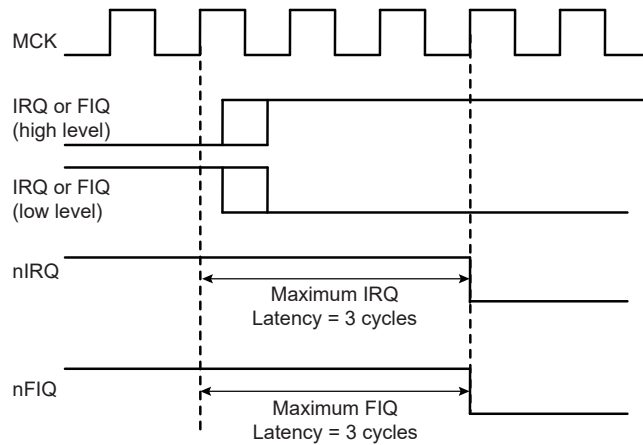 MCK
IRQ or FIQ
(high level)
IRQ or FIQ
(low level)
nIRQ
Maximum IRQ
Latency = 3 cycles
nFIQ
Maximum FIQ
Latency = 3 cycles